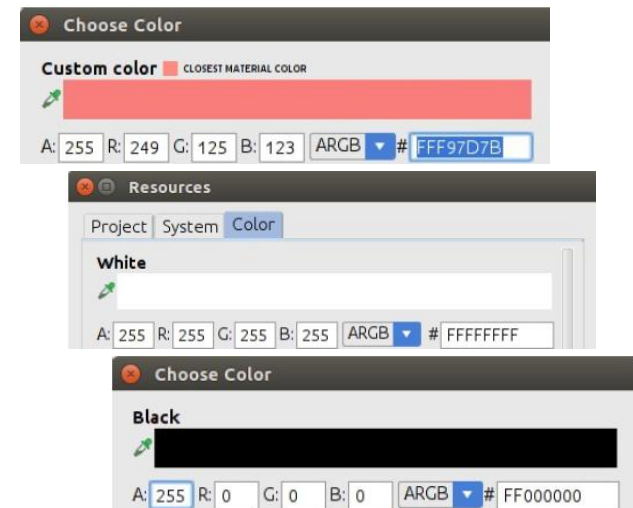 Choose Color
Custom color CLOSEST MATERIAL COLOR
A: 255 R: 249 G: 125 B: 123 ARGB # FFF97D7B
Resources
Project System Color
White
A: 255 R: 255 G: 255 B: 255 ARGB # FFFFFFFF
Choose Color
Black
A: 255 R: 0 G: 0 B: 0 ARGB # FF000000